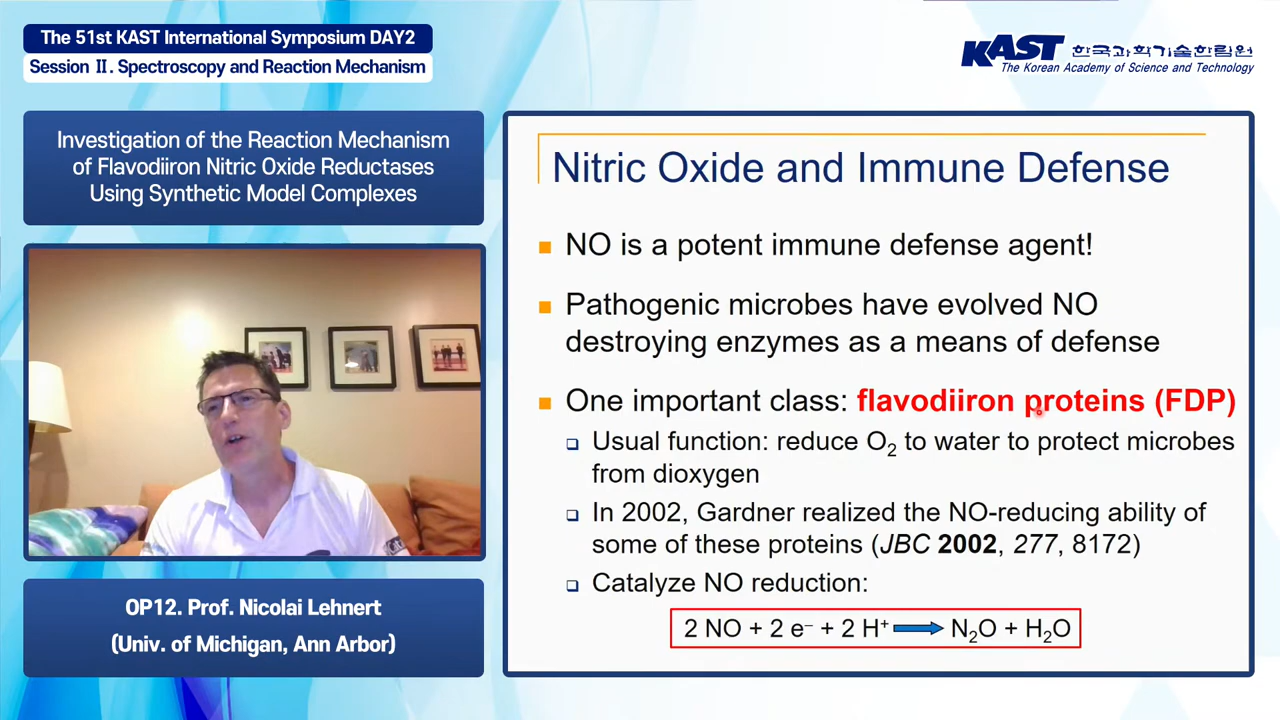 The 51st KAST International Symposium DAY2
Session Ⅱ. Spectroscopy and Reaction Mechanism
KAST 한국과학기술한림원
The Korean Academy of Science and Technology
Investigation of the Reaction Mechanism
of Flavodiiron Nitric Oxide Reductases
Using Synthetic Model Complexes
OP12. Prof. Nicolai Lehnert
(Univ. of Michigan, Ann Arbor)
Nitric Oxide and Immune Defense
NO is a potent immune defense agent!
Pathogenic microbes have evolved NO
destroying enzymes as a means of defense
One important class: flavodiiron proteins (FDP)
Usual function: reduce O₂ to water to protect microbes
from dioxygen
In 2002, Gardner realized the NO-reducing ability of
some of these proteins (JBC 2002, 277, 8172)
Catalyze NO reduction:
2 NO + 2 e⁻ + 2 H⁺ → N₂O + H₂O